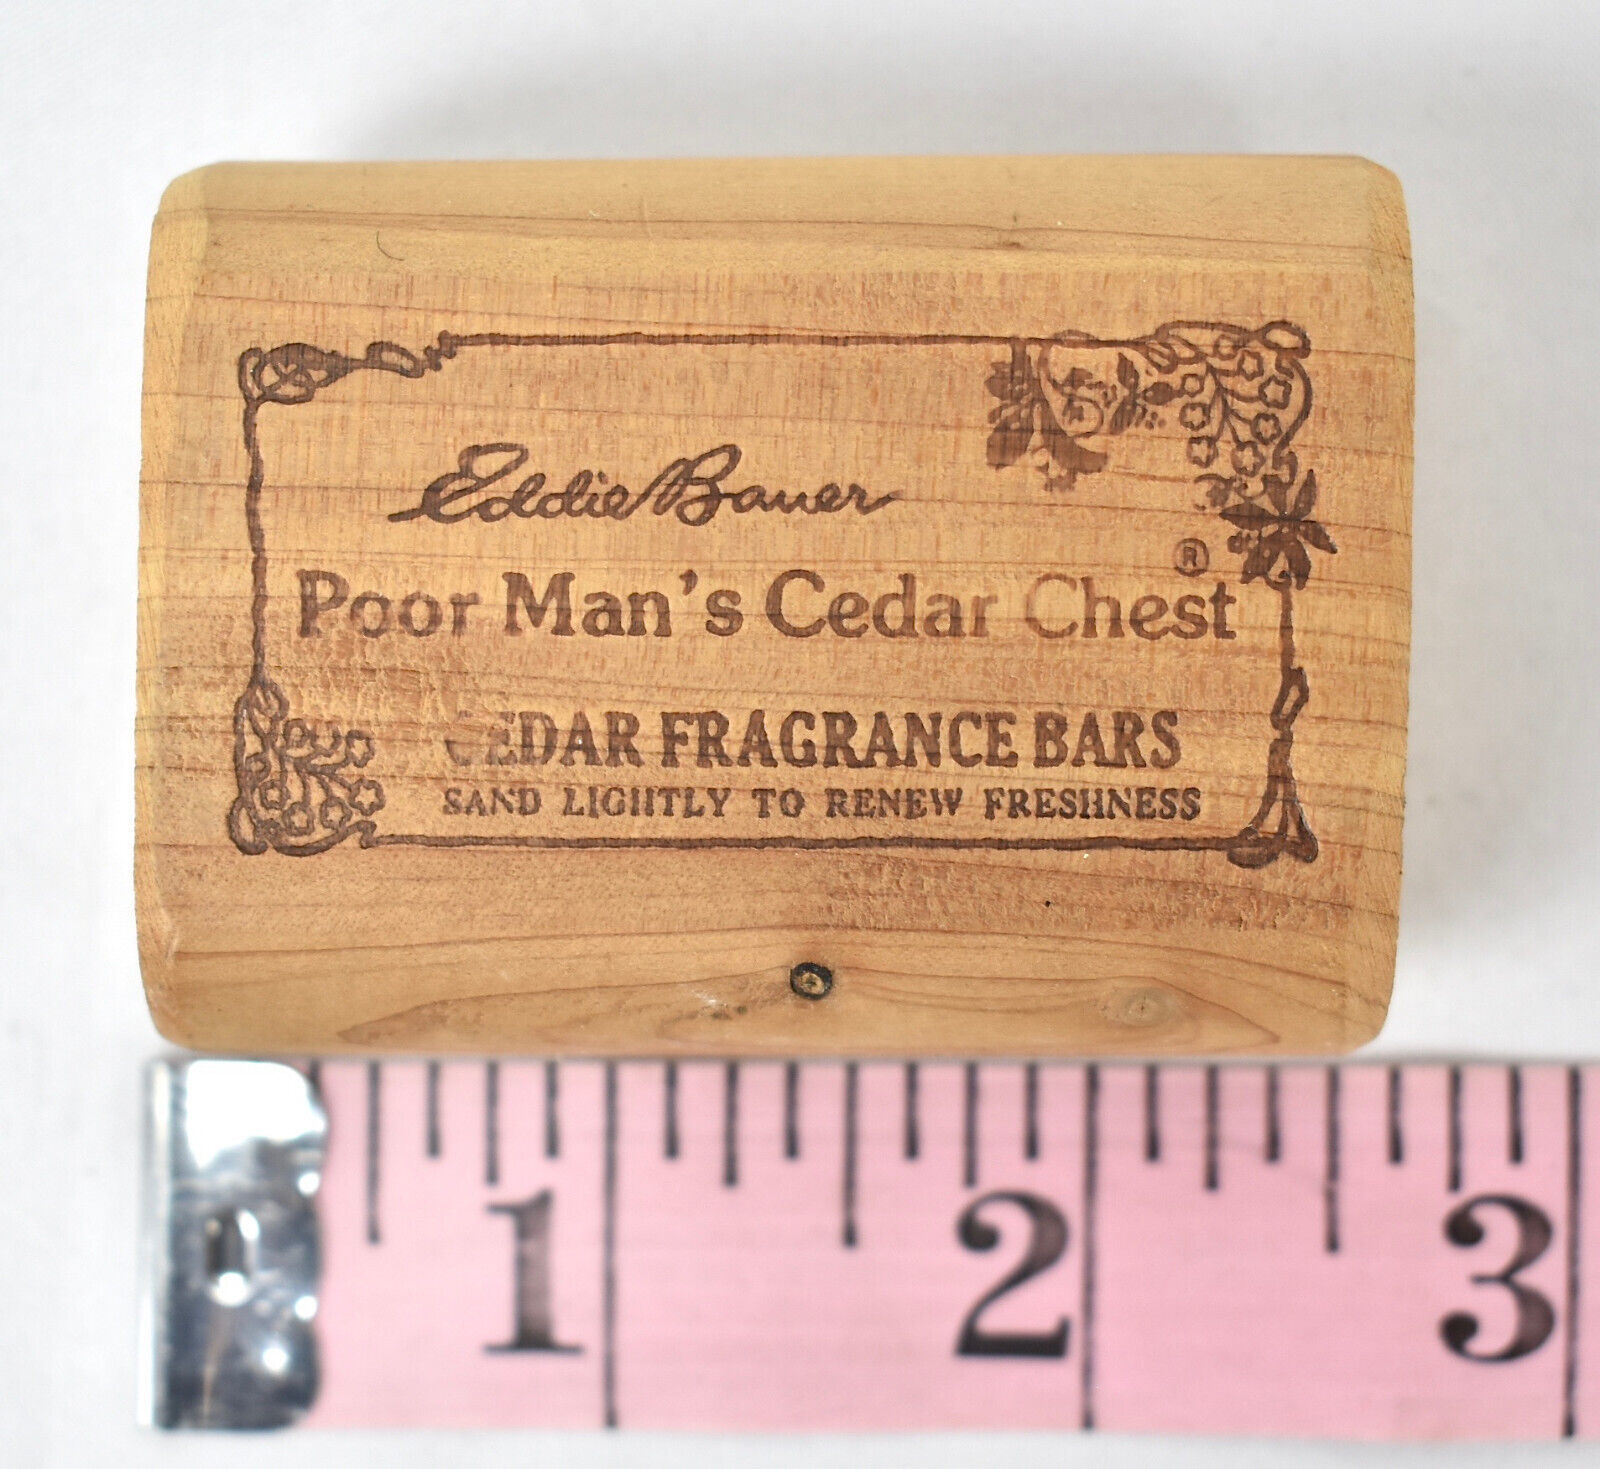 Eddie Bauer
Poor Man's Cedar Chest ®
CEDAR FRAGRANCE BARS
SAND LIGHTLY TO RENEW FRESHNESS
1 2 3